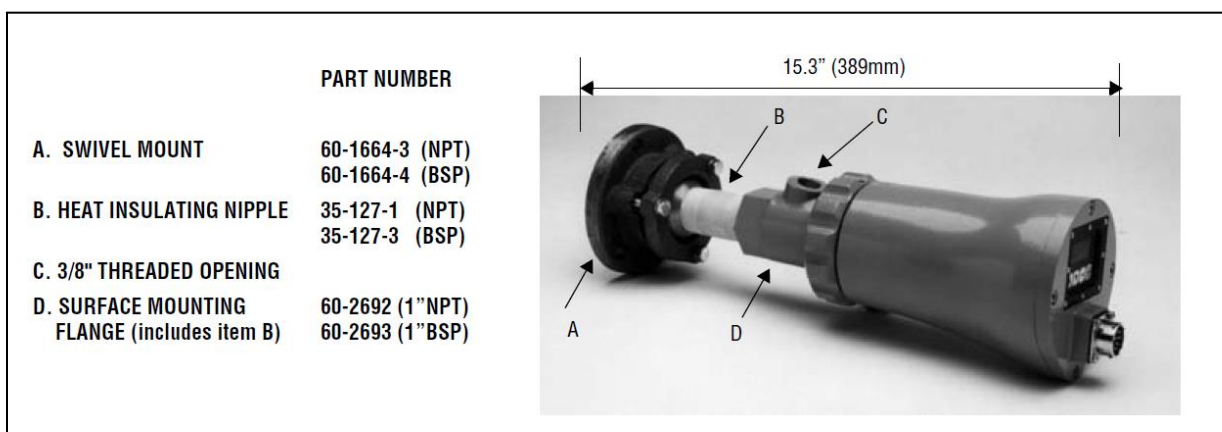 PART NUMBER
A. SWIVEL MOUNT 60-1664-3 (NPT)
60-1664-4 (BSP)
B. HEAT INSULATING NIPPLE 35-127-1 (NPT)
35-127-3 (BSP)
C. 3/8" THREADED OPENING
D. SURFACE MOUNTING 60-2692 (1”NPT)
FLANGE (includes item B) 60-2693 (1”BSP)
15.3” (389mm)
B
C
A
D